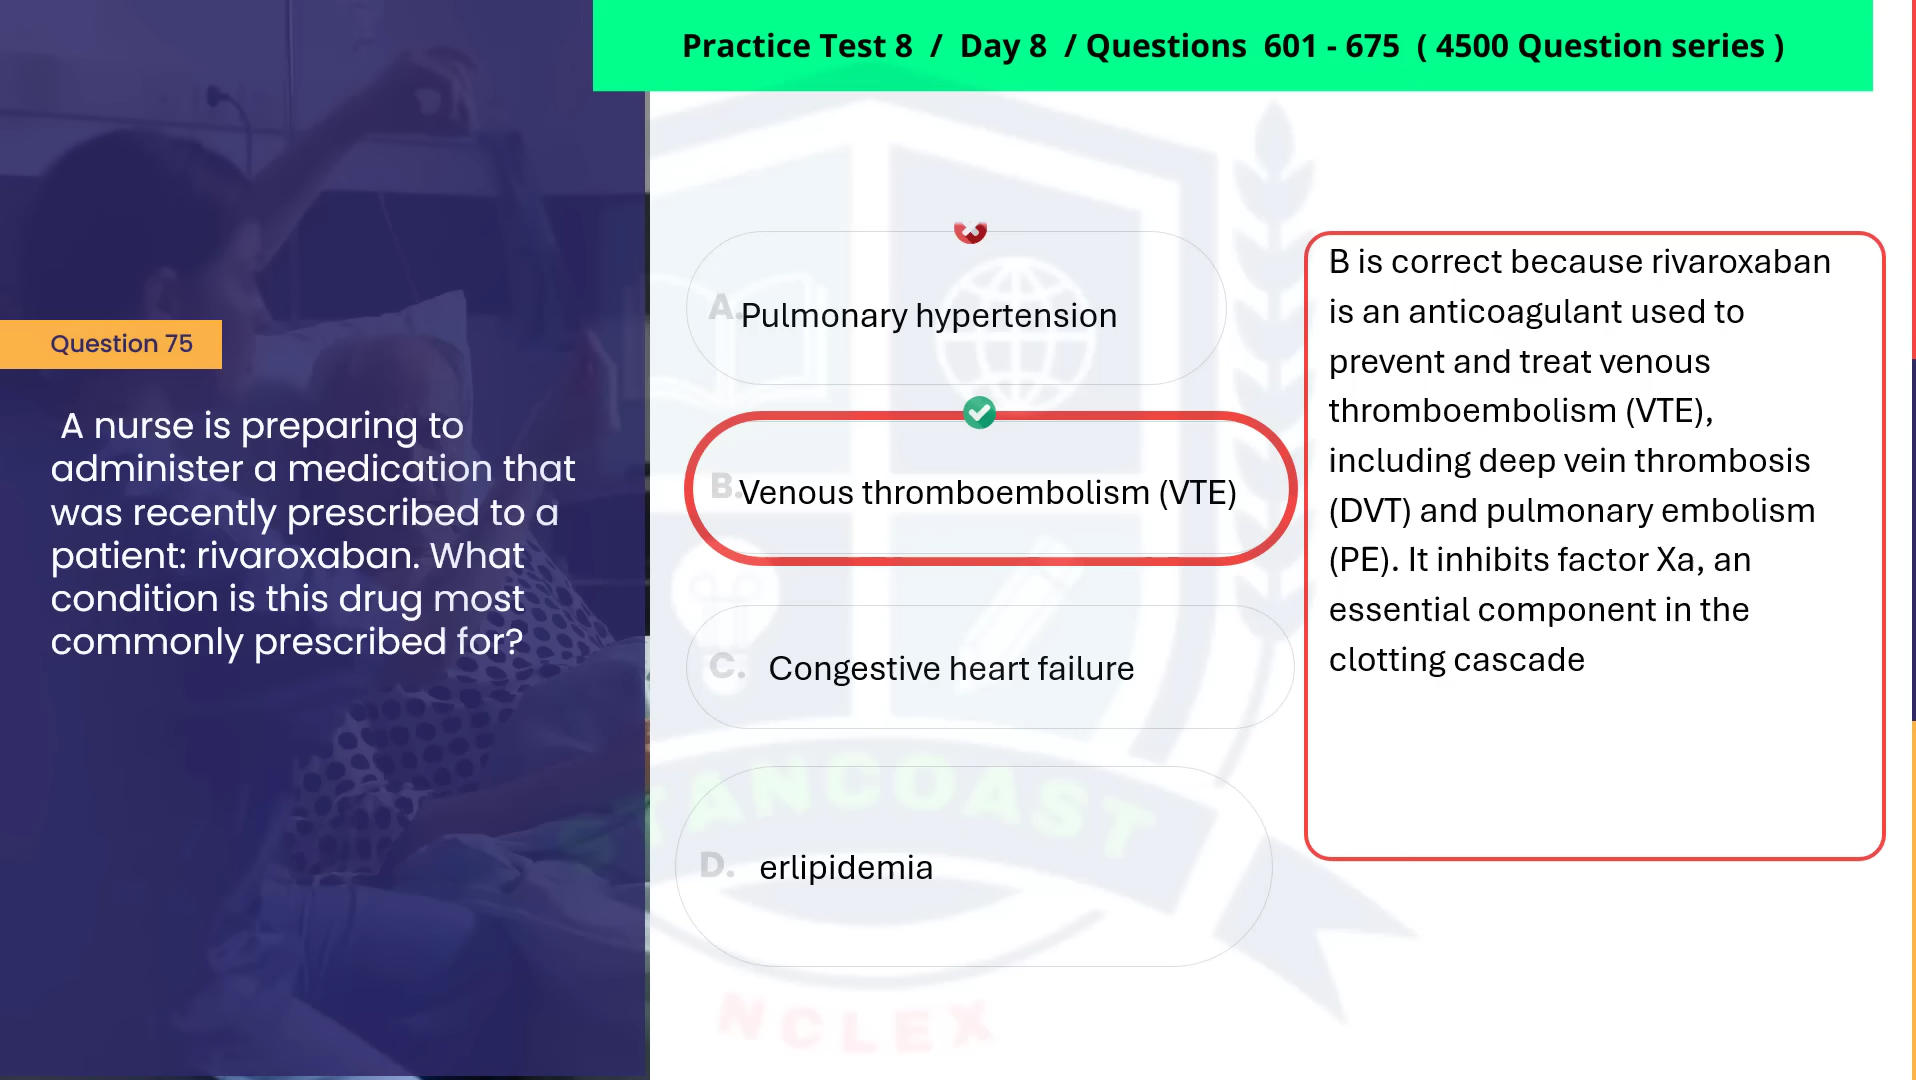 Practice Test 8 / Day 8 / Questions 601 - 675 ( 4500 Question series )
Question 75
A nurse is preparing to
administer a medication that
was recently prescribed to a
patient: rivaroxaban. What
condition is this drug most
commonly prescribed for?
A. Pulmonary hypertension
B. Venous thromboembolism (VTE)
C. Congestive heart failure
D. erlipidemia
B is correct because rivaroxaban
is an anticoagulant used to
prevent and treat venous
thromboembolism (VTE),
including deep vein thrombosis
(DVT) and pulmonary embolism
(PE). It inhibits factor Xa, an
essential component in the
clotting cascade
STANCOAST
NCLEX